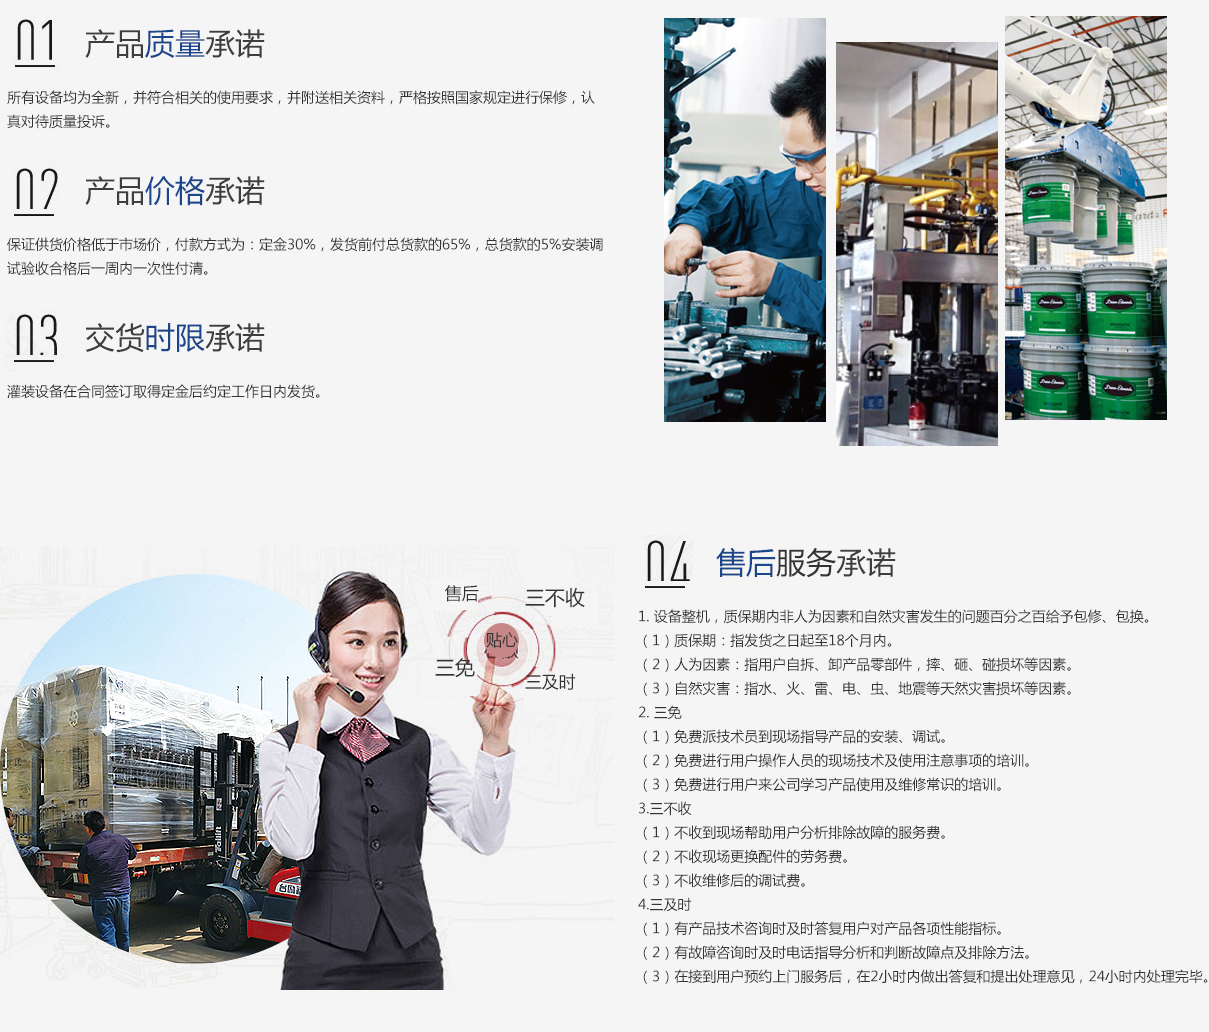 01 产品质量承诺
所有设备均为全新，并符合相关的使用要求，并附送相关资料，严格按照国家规定进行保修，认
真对待质量投诉。
02 产品价格承诺
保证供货价格低于市场价，付款方式为：定金30%，发货前付总货款的65%，总货款的5%安装调
试验收合格后一周内一次性付清。
03 交货时限承诺
灌装设备在合同签订取得定金后约定工作日内发货。
售后
三不收
贴心
三免
三及时
04 售后服务承诺
1. 设备整机，质保期内非人为因素和自然灾害发生的问题百分之百给予包修、包换。
（1）质保期：指发货之日起至18个月内。
（2）人为因素：指用户自拆、卸产品零部件，摔、砸、碰损坏等因素。
（3）自然灾害：指水、火、雷、电、虫、地震等天然灾害损坏等因素。
2. 三免
（1）免费派技术员到现场指导产品的安装、调试。
（2）免费进行用户操作人员的现场技术及使用注意事项的培训。
（3）免费进行用户来公司学习产品使用及维修常识的培训。
3.三不收
（1）不收到现场帮助用户分析排除故障的服务费。
（2）不收现场更换配件的劳务费。
（3）不收维修后的调试费。
4.三及时
（1）有产品技术咨询时及时答复用户对产品各项性能指标。
（2）有故障咨询时及时电话指导分析和判断故障点及排除方法。
（3）在接到用户预约上门服务后，在2小时内做出答复和提出处理意见，24小时内处理完毕。